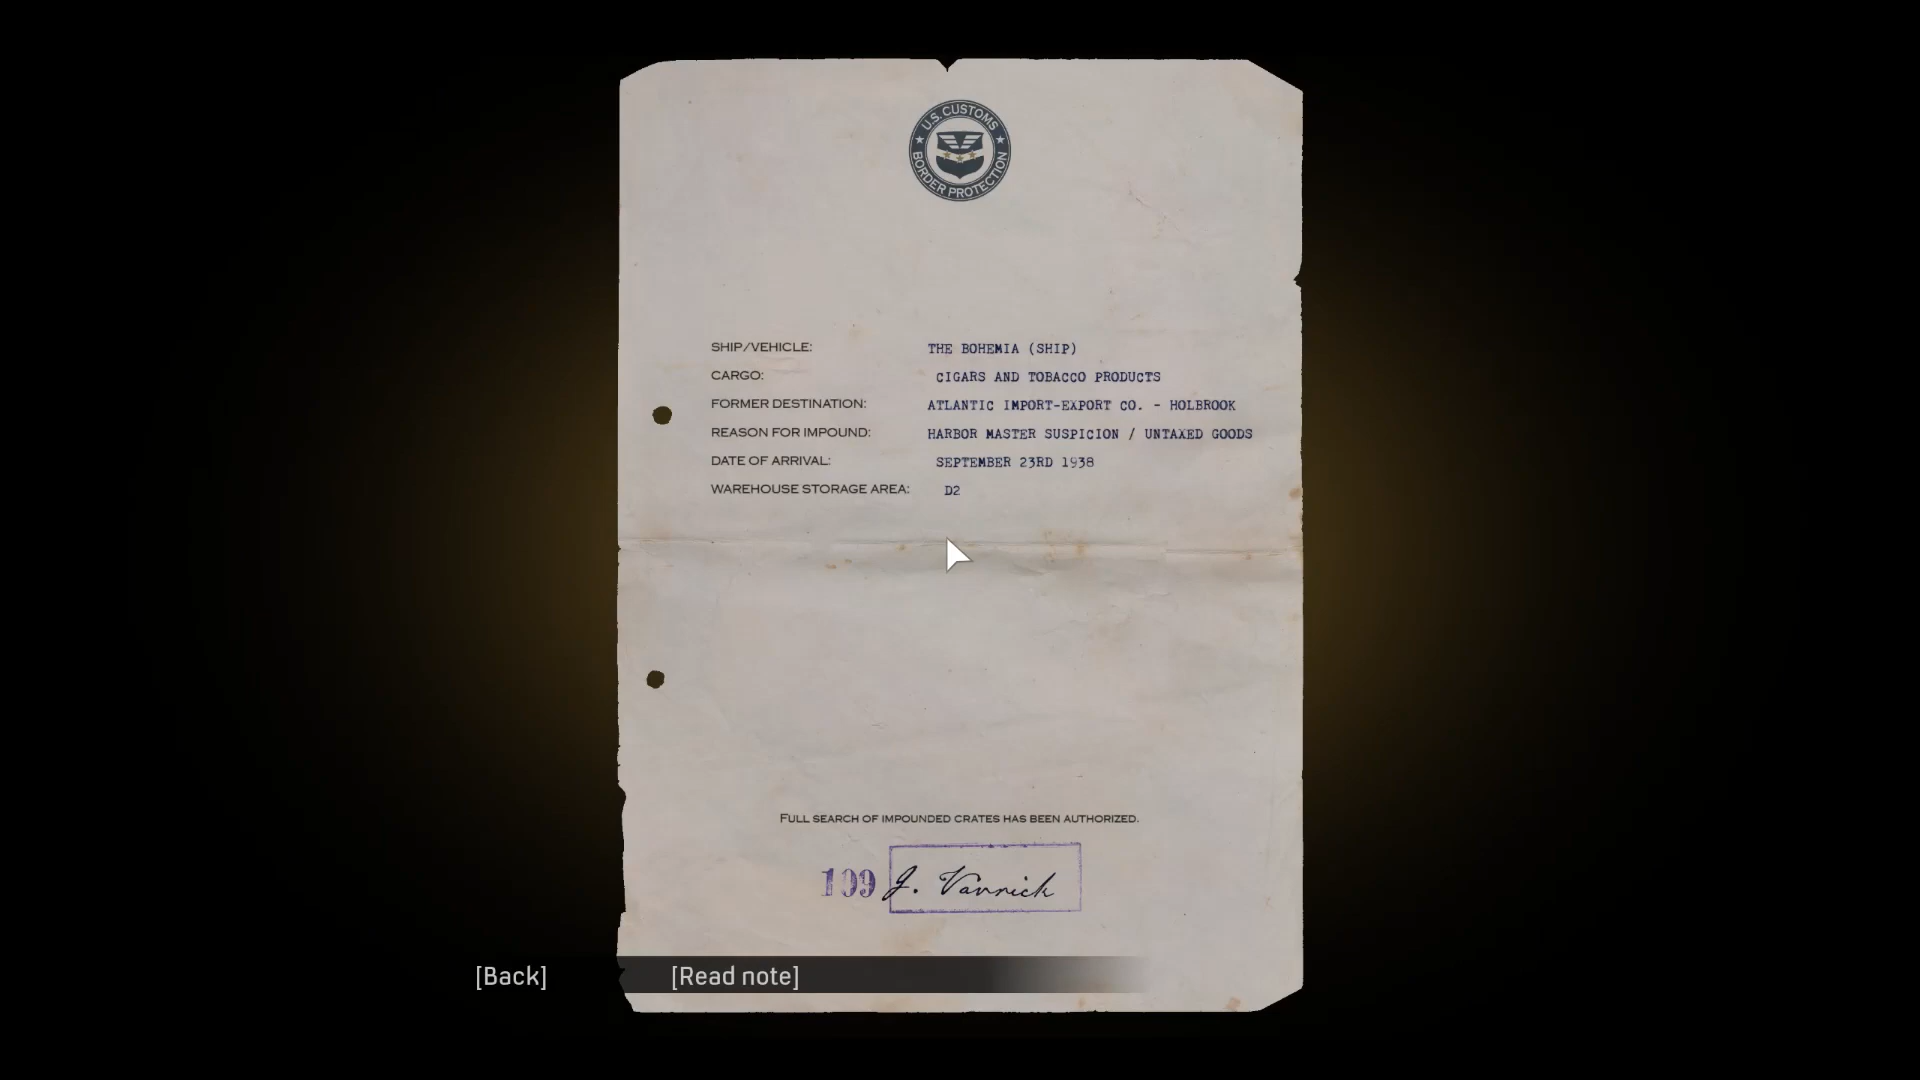 U.S. CUSTOMS
BORDER PROTECTION
SHIP/VEHICLE: THE BOHEMIA (SHIP)
CARGO: CIGARS AND TOBACCO PRODUCTS
FORMER DESTINATION: ATLANTIC IMPORT-EXPORT CO. - HOLBROOK
REASON FOR IMPOUND: HARBOR MASTER SUSPICION / UNTAXED GOODS
DATE OF ARRIVAL: SEPTEMBER 23RD 1938
WAREHOUSE STORAGE AREA: D2
FULL SEARCH OF IMPOUNDED CRATES HAS BEEN AUTHORIZED.
199 J. Varrick
[Back] [Read note]